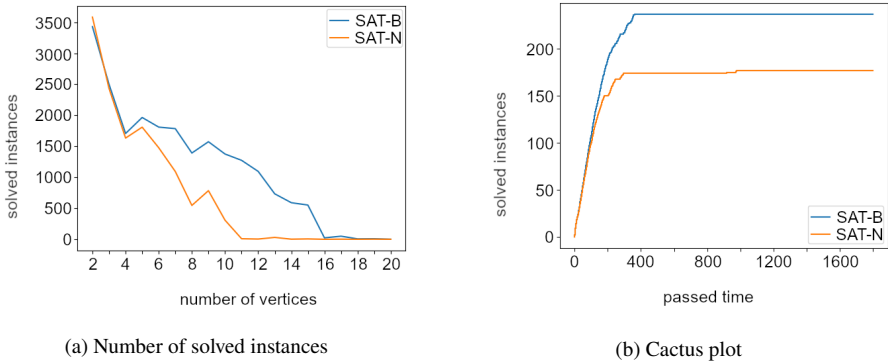 3500
3000
2500
2000
1500
1000
500
0
solved instances
2 4 6 8 10 12 14 16 18 20
number of vertices
SAT-B
SAT-N
(a) Number of solved instances
200
150
100
50
0
solved instances
0 400 800 1200 1600
passed time
SAT-B
SAT-N
(b) Cactus plot